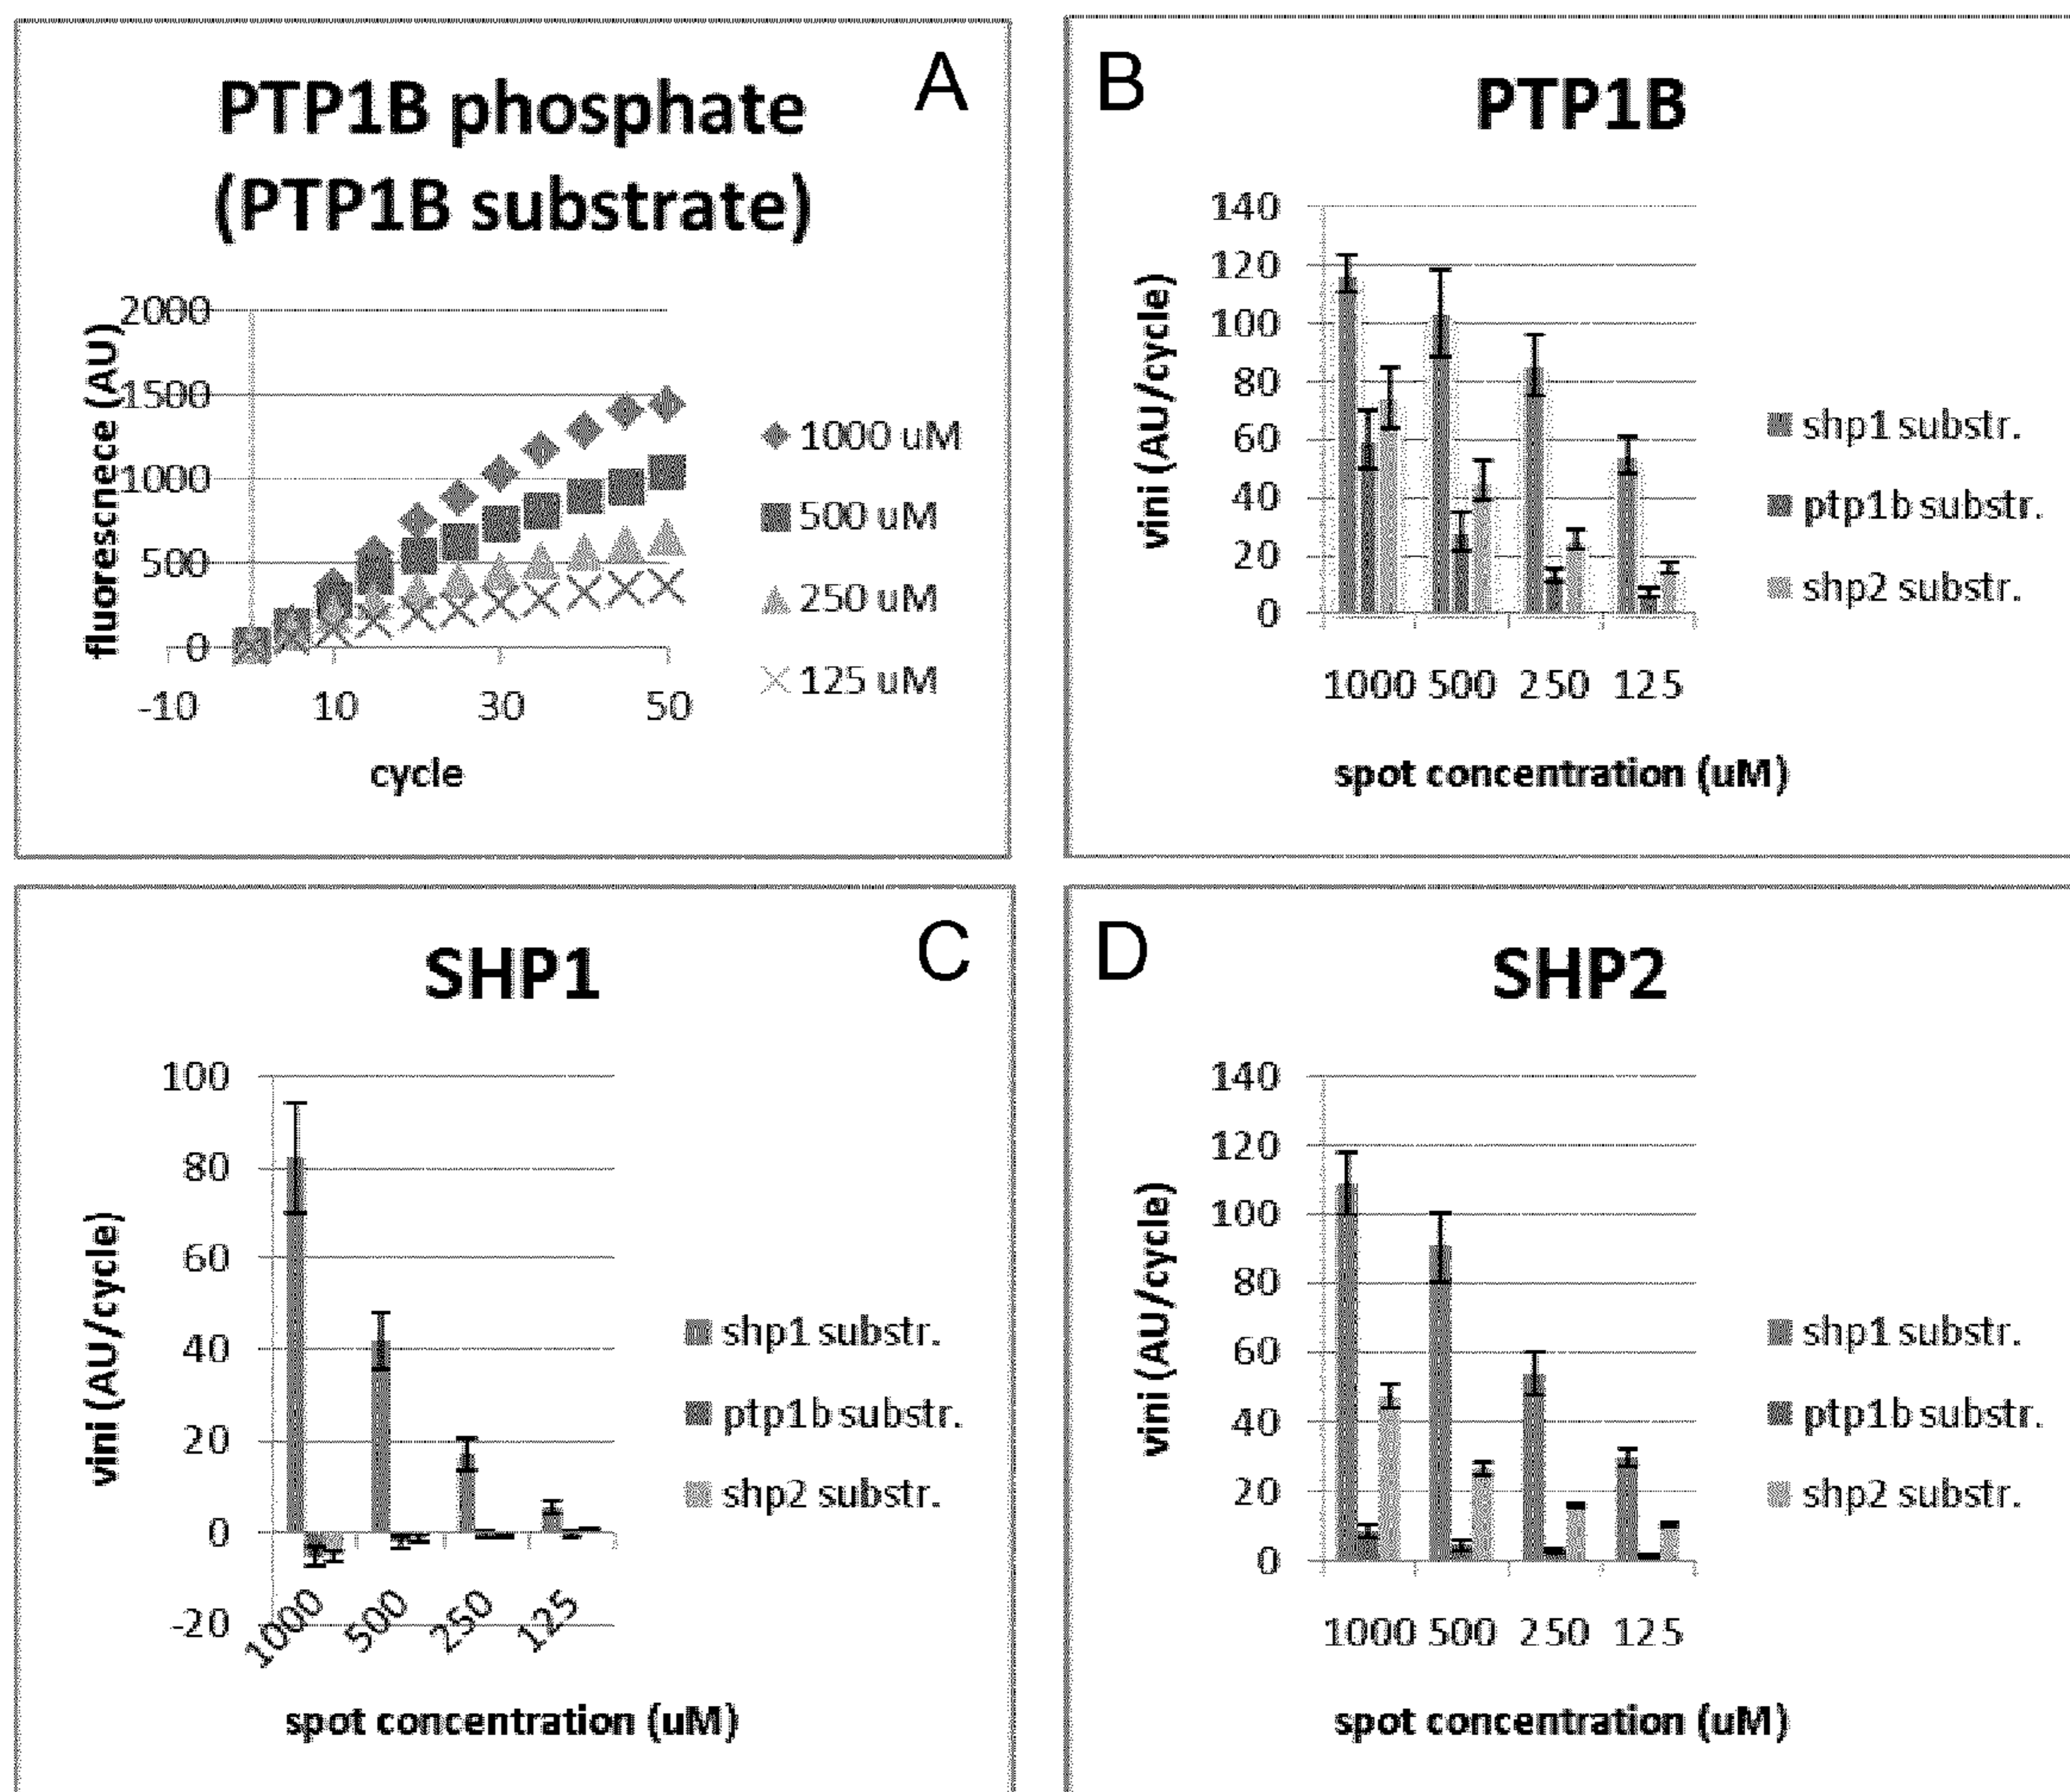 A
PTP1B phosphate
(PTP1B substrate)
fluorescnece (AU)
2000
1500
1000
500
0
-10
10
30
50
cycle
1000 uM
500 uM
250 uM
125 uM
B
PTP1B
vini (AU/cycle)
140
120
100
80
60
40
20
0
1000
500
250
125
spot concentration (uM)
shp1 substr.
ptp1b substr.
shp2 substr.
C
SHP1
vini (AU/cycle)
100
80
60
40
20
0
-20
1000
500
250
125
spot concentration (uM)
shp1 substr.
ptp1b substr.
shp2 substr.
D
SHP2
vini (AU/cycle)
140
120
100
80
60
40
20
0
1000
500
250
125
spot concentration (uM)
shp1 substr.
ptp1b substr.
shp2 substr.